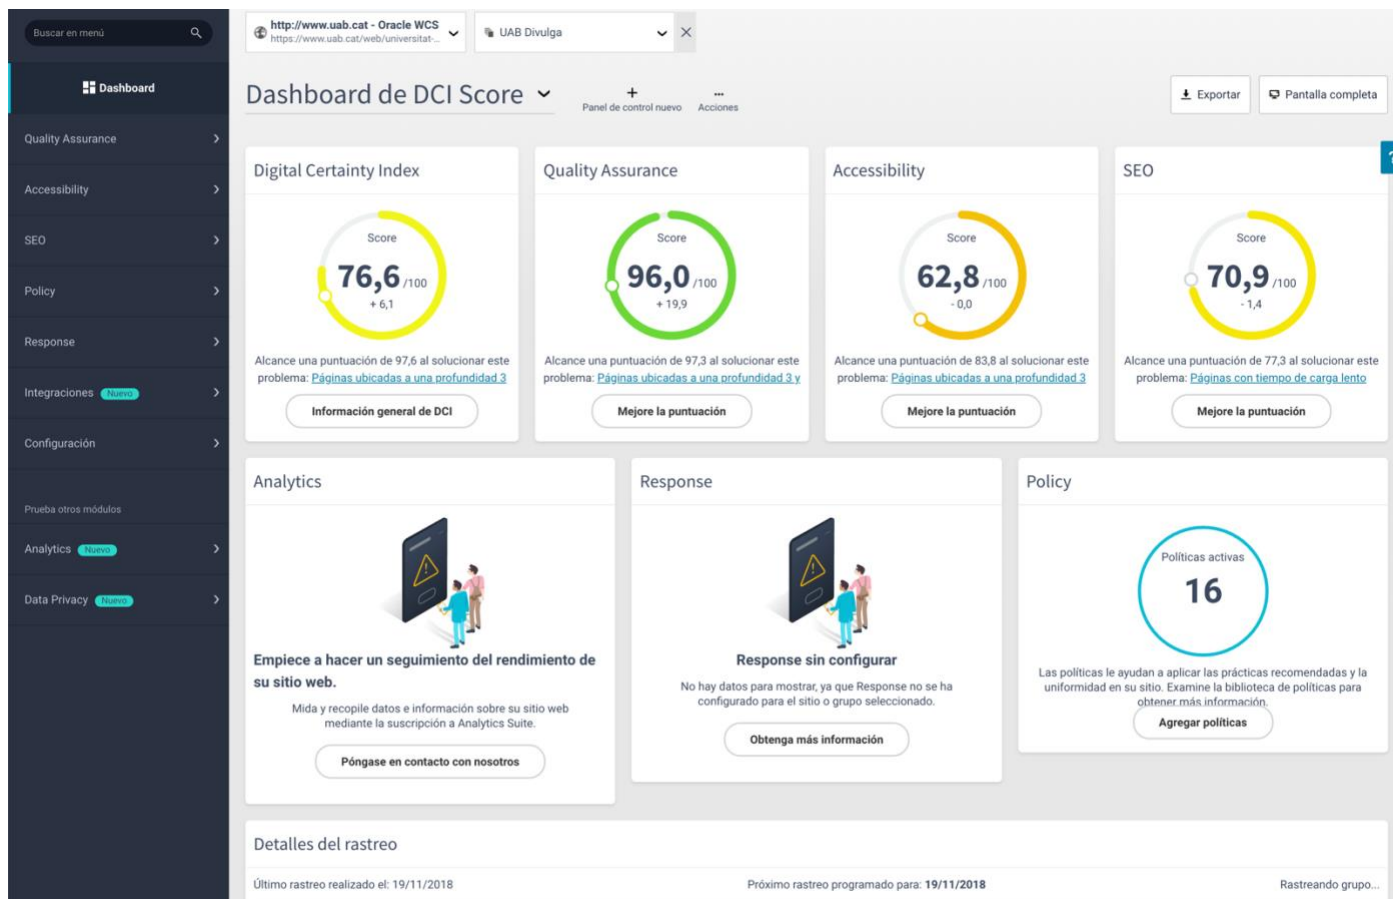 Buscar en menú
Dashboard
Quality Assurance
Accessibility
SEO
Policy
Response
Integraciones Nuevo
Configuración
Prueba otros módulos
Analytics Nuevo
Data Privacy Nuevo
http://www.uab.cat - Oracle WCS
https://www.uab.cat/web/universitat-...
UAB Divulga
Dashboard de DCI Score
+
Panel de control nuevo
...
Acciones
Exportar
Pantalla completa
?
Digital Certainty Index
Score
76,6 /100
+ 6,1
Alcance una puntuación de 97,6 al solucionar este
problema: Páginas ubicadas a una profundidad 3
Información general de DCI
Quality Assurance
Score
96,0 /100
+ 19,9
Alcance una puntuación de 97,3 al solucionar este
problema: Páginas ubicadas a una profundidad 3 y
Mejore la puntuación
Accessibility
Score
62,8 /100
- 0,0
Alcance una puntuación de 83,8 al solucionar este
problema: Páginas ubicadas a una profundidad 3
Mejore la puntuación
SEO
Score
70,9 /100
- 1,4
Alcance una puntuación de 77,3 al solucionar este
problema: Páginas con tiempo de carga lento
Mejore la puntuación
Analytics
Empiece a hacer un seguimiento del rendimiento de
su sitio web.
Mida y recopile datos e información sobre su sitio web
mediante la suscripción a Analytics Suite.
Póngase en contacto con nosotros
Response
Response sin configurar
No hay datos para mostrar, ya que Response no se ha
configurado para el sitio o grupo seleccionado.
Obtenga más información
Policy
Políticas activas
16
Las políticas le ayudan a aplicar las prácticas recomendadas y la
uniformidad en su sitio. Examine la biblioteca de políticas para
obtener más información.
Agregar políticas
Detalles del rastreo
Último rastreo realizado el: 19/11/2018
Próximo rastreo programado para: 19/11/2018
Rastreando grupo...